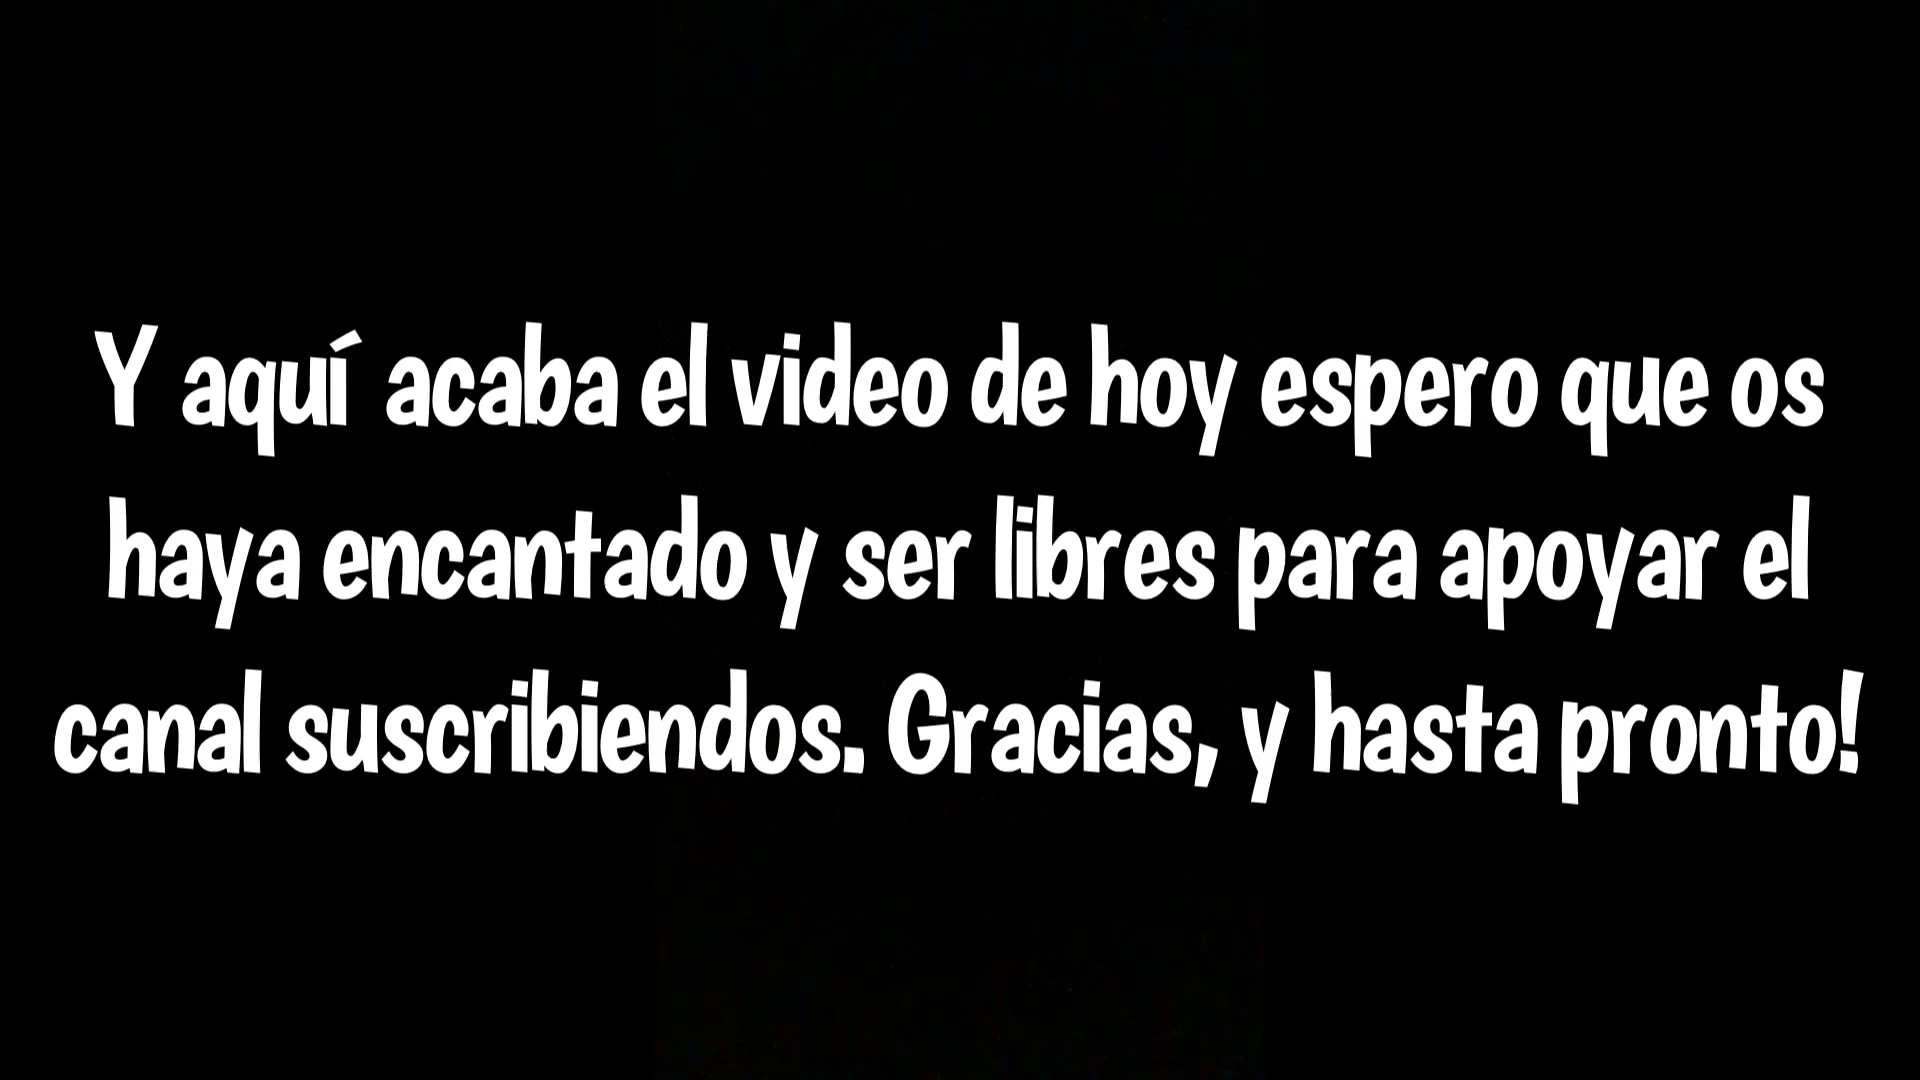 Y aquí acaba el video de hoy espero que os
haya encantado y ser libres para apoyar el
canal suscribiendos. Gracias, y hasta pronto!